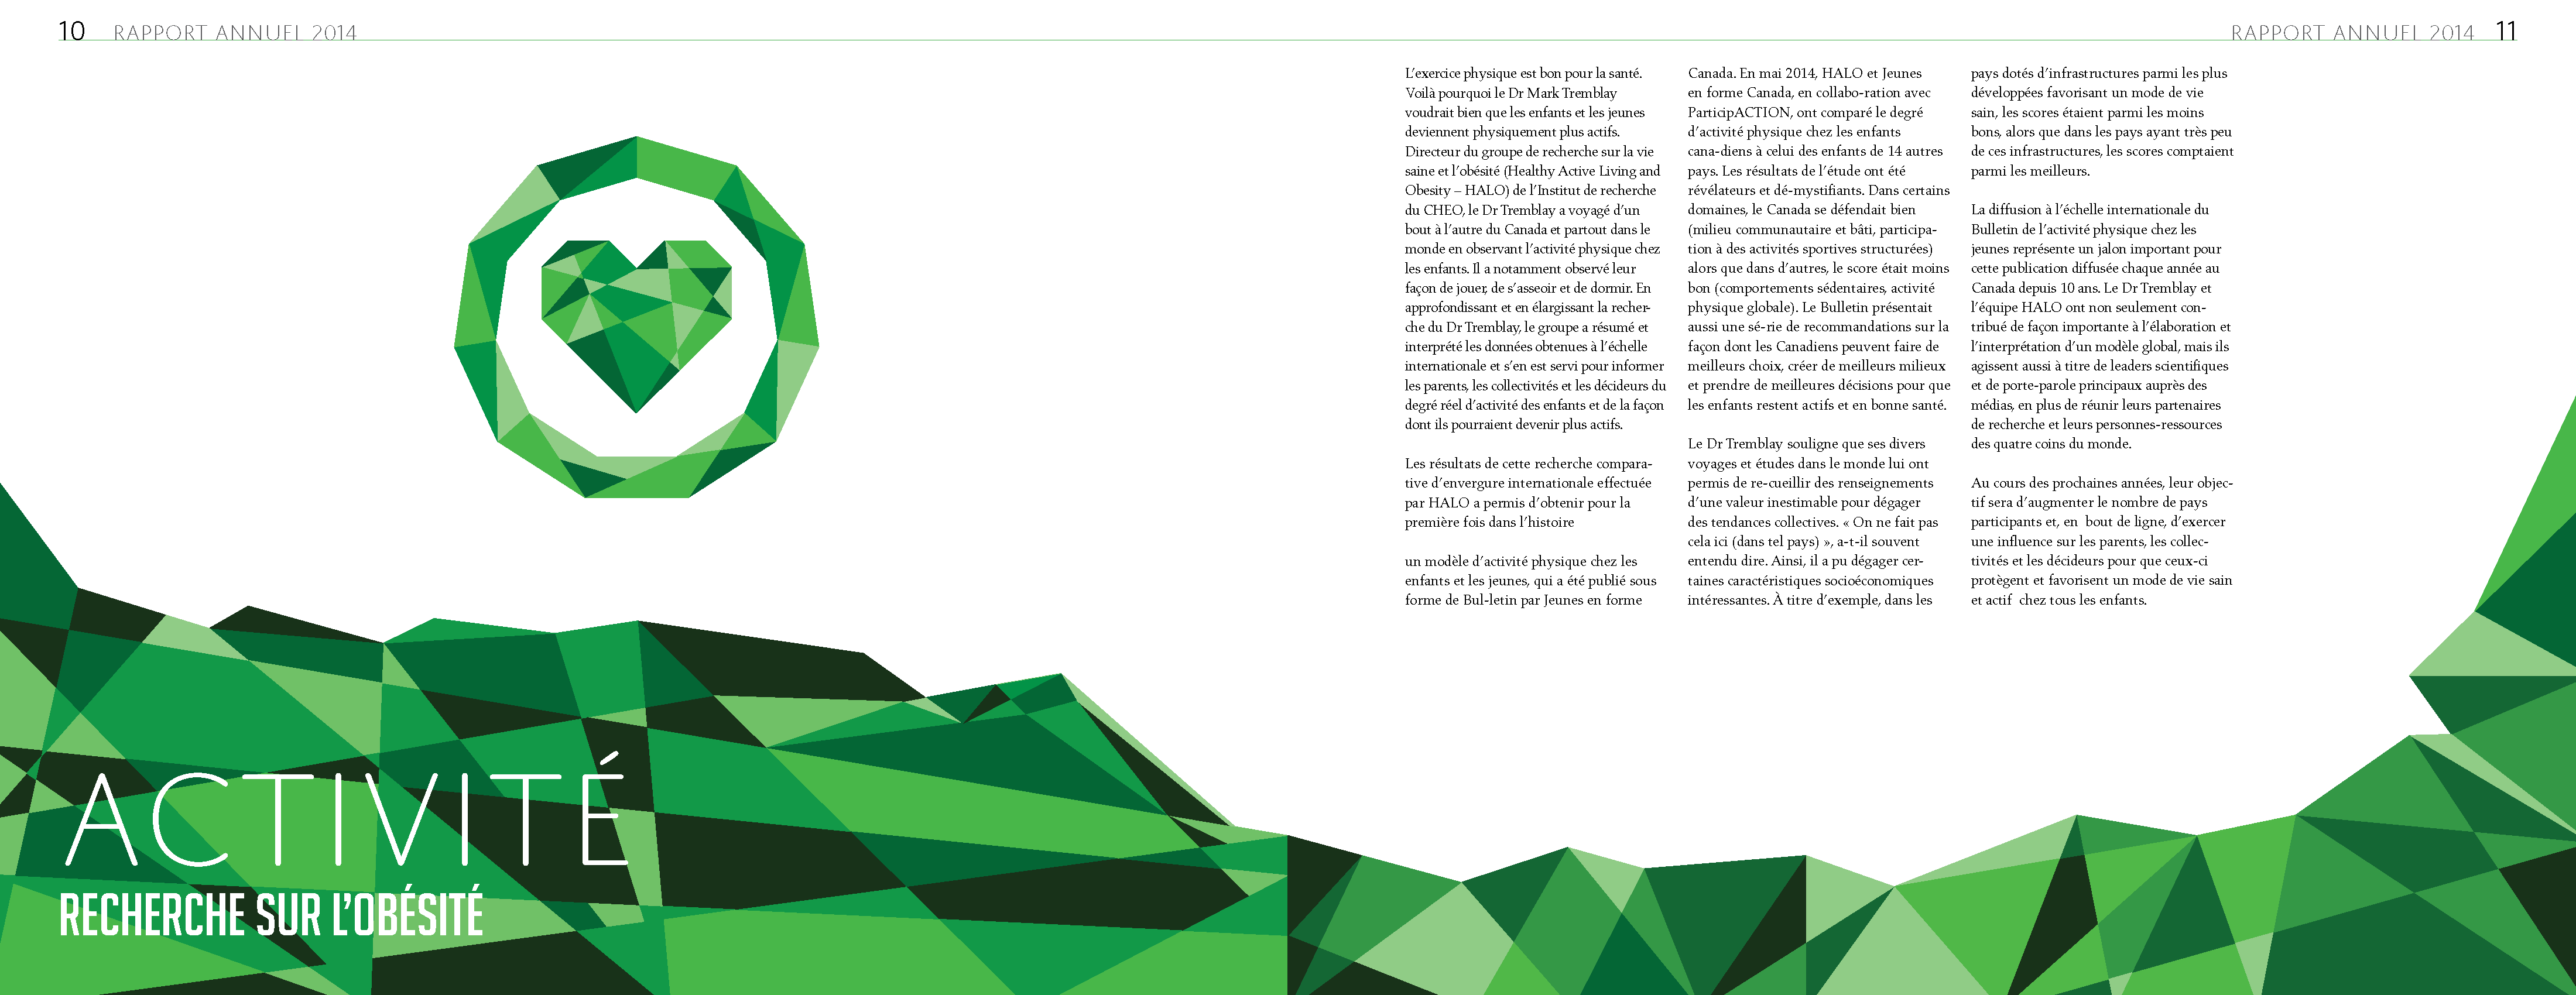 10 RAPPORT ANNUEL 2014
RAPPORT ANNUEL 2014 11
ACTIVITÉ
RECHERCHE SUR L’OBÉSITÉ
L’exercice physique est bon pour la santé.
Voilà pourquoi le Dr Mark Tremblay
voudrait bien que les enfants et les jeunes
deviennent physiquement plus actifs.
Directeur du groupe de recherche sur la vie
saine et l’obésité (Healthy Active Living and
Obesity – HALO) de l’Institut de recherche
du CHEO, le Dr Tremblay a voyagé d’un
bout à l’autre du Canada et partout dans le
monde en observant l’activité physique chez
les enfants. Il a notamment observé leur
façon de jouer, de s’asseoir et de dormir. En
approfondissant et en élargissant la recher-
che du Dr Tremblay, le groupe a résumé et
interprété les données obtenues à l’échelle
internationale et s’en est servi pour informer
les parents, les collectivités et les décideurs du
degré réel d’activité des enfants et de la façon
dont ils pourraient devenir plus actifs.
Les résultats de cette recherche compara-
tive d’envergure internationale effectuée
par HALO a permis d’obtenir pour la
première fois dans l’histoire
un modèle d’activité physique chez les
enfants et les jeunes, qui a été publié sous
forme de Bul-letin par Jeunes en forme
Canada. En mai 2014, HALO et Jeunes
en forme Canada, en collabo-ration avec
ParticipACTION, ont comparé le degré
d’activité physique chez les enfants
cana-diens à celui des enfants de 14 autres
pays. Les résultats de l’étude ont été
révélateurs et dé-mystifiants. Dans certains
domaines, le Canada se défendait bien
(milieu communautaire et bâti, participa-
tion à des activités sportives structurées)
alors que dans d’autres, le score était moins
bon (comportements sédentaires, activité
physique globale). Le Bulletin présentait
aussi une sé-rie de recommandations sur la
façon dont les Canadiens peuvent faire de
meilleurs choix, créer de meilleurs milieux
et prendre de meilleures décisions pour que
les enfants restent actifs et en bonne santé.
Le Dr Tremblay souligne que ses divers
voyages et études dans le monde lui ont
permis de re-cueillir des renseignements
d’une valeur inestimable pour dégager
des tendances collectives. « On ne fait pas
cela ici (dans tel pays) », a-t-il souvent
entendu dire. Ainsi, il a pu dégager cer-
taines caractéristiques socioéconomiques
intéressantes. À titre d’exemple, dans les
pays dotés d’infrastructures parmi les plus
développées favorisant un mode de vie
sain, les scores étaient parmi les moins
bons, alors que dans les pays ayant très peu
de ces infrastructures, les scores comptaient
parmi les meilleurs.
La diffusion à l’échelle internationale du
Bulletin de l’activité physique chez les
jeunes représente un jalon important pour
cette publication diffusée chaque année au
Canada depuis 10 ans. Le Dr Tremblay et
l’équipe HALO ont non seulement con-
tribué de façon importante à l’élaboration et
l’interprétation d’un modèle global, mais ils
agissent aussi à titre de leaders scientifiques
et de porte-parole principaux auprès des
médias, en plus de réunir leurs partenaires
de recherche et leurs personnes-ressources
des quatre coins du monde.
Au cours des prochaines années, leur objec-
tif sera d’augmenter le nombre de pays
participants et, en bout de ligne, d’exercer
une influence sur les parents, les collec-
tivités et les décideurs pour que ceux-ci
protègent et favorisent un mode de vie sain
et actif chez tous les enfants.